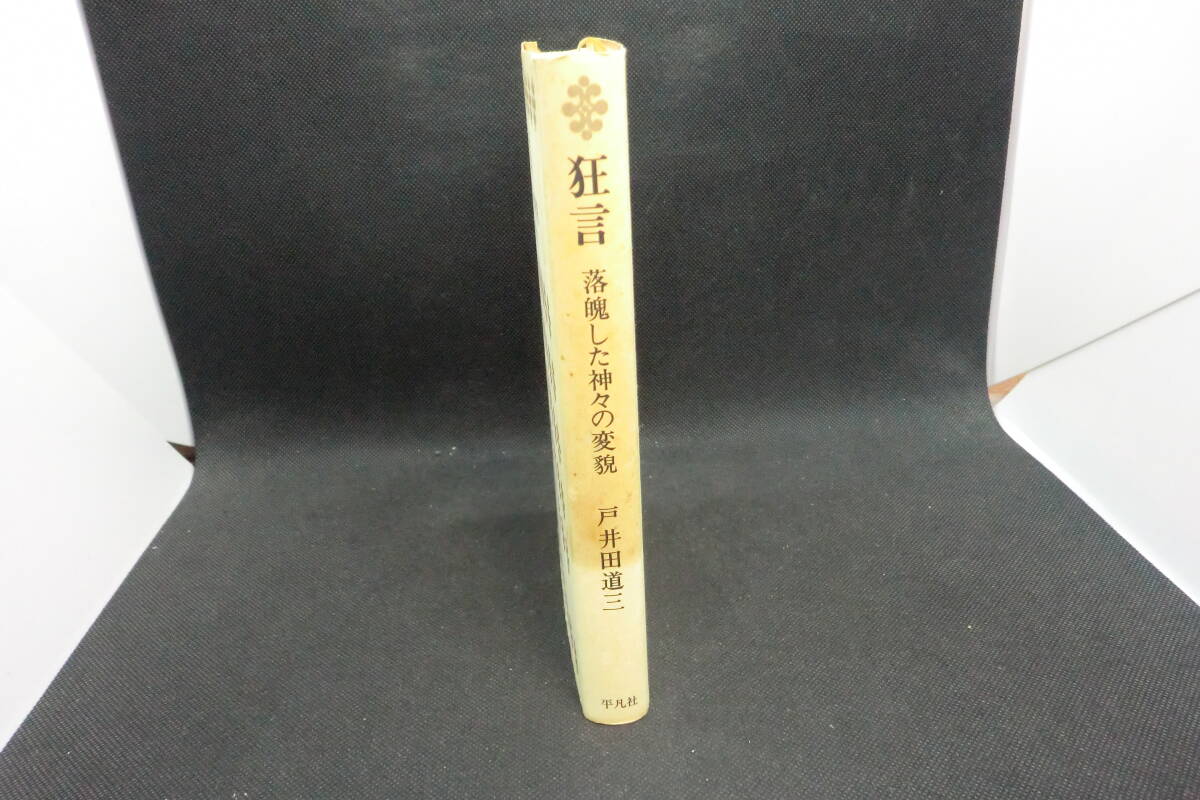 狂言
落魄した神々の変貌
戸井田道三
平凡社